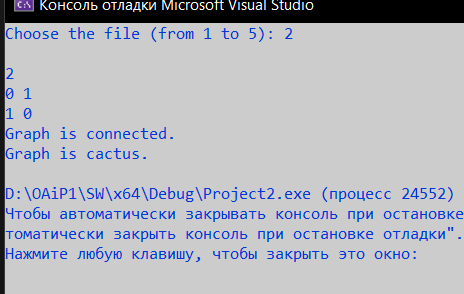 Консоль отладки Microsoft Visual Studio
Choose the file (from 1 to 5): 2
2
0 1
1 0
Graph is connected.
Graph is cactus.
D:\OAiP1\SW\x64\Debug\Project2.exe (процесс 24552)
Чтобы автоматически закрывать консоль при остановке
томатически закрыть консоль при остановке отладки".
Нажмите любую клавишу, чтобы закрыть это окно: